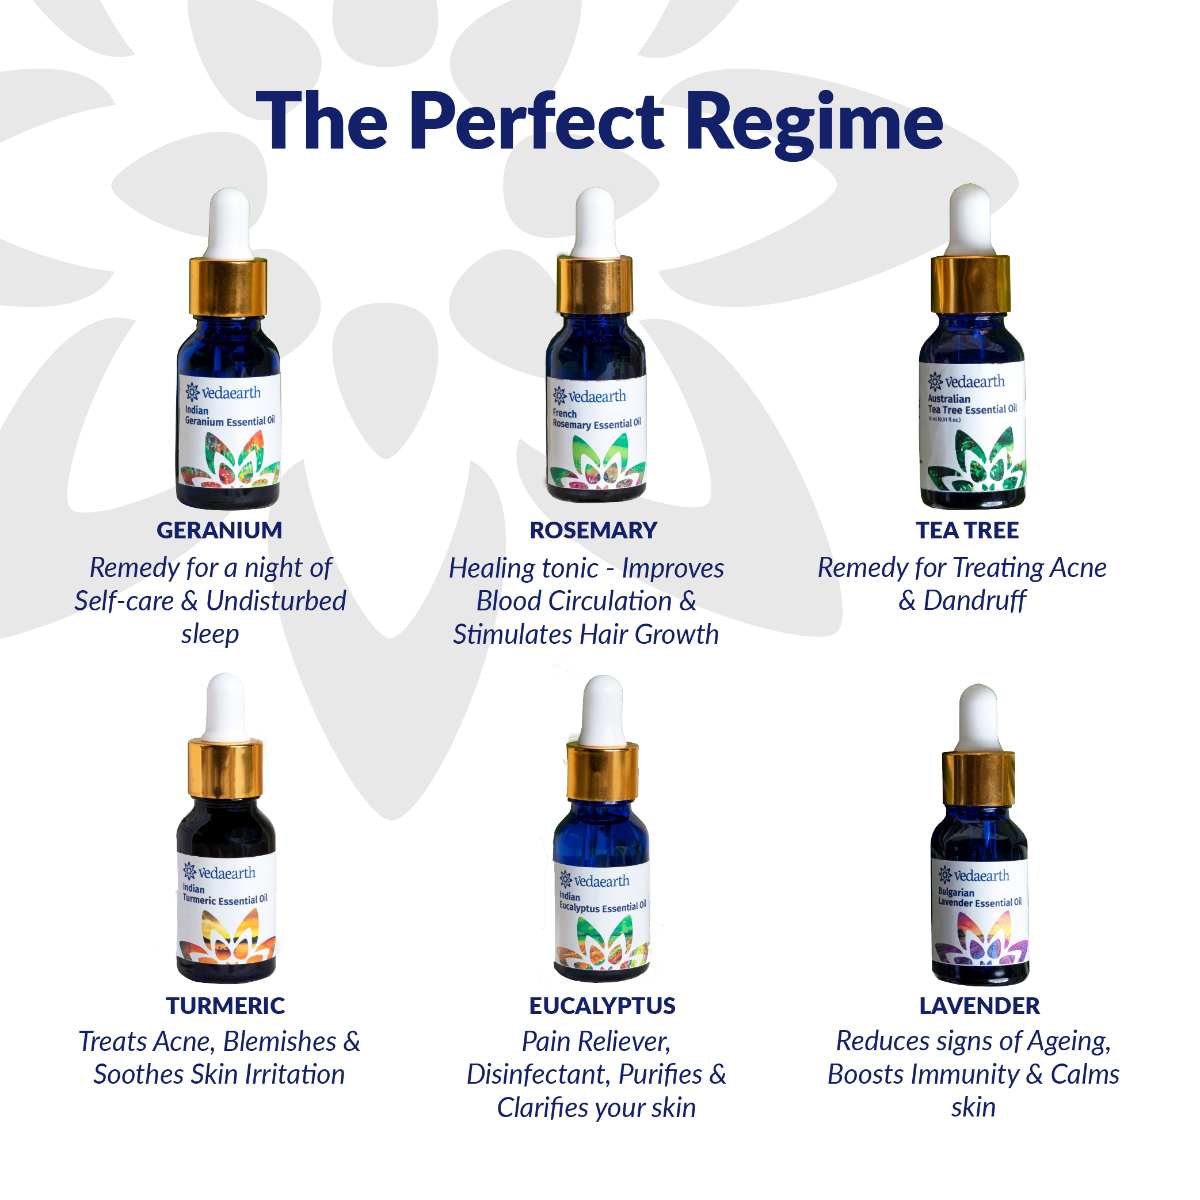 The Perfect Regime
vedaearth
Indian
Geranium Essential Oil
vedaearth
French
Rosemary Essential Oil
vedaearth
Australian
Tea Tree Essential Oil
GERANIUM
Remedy for a night of
Self-care & Undisturbed
sleep
ROSEMARY
Healing tonic - Improves
Blood Circulation &
Stimulates Hair Growth
TEA TREE
Remedy for Treating Acne
& Dandruff
vedaearth
Indian
Turmeric Essential Oil
vedaearth
Indian
Eucalyptus Essential Oil
vedaearth
Bulgarian
Lavender Essential Oil
TURMERIC
Treats Acne, Blemishes &
Soothes Skin Irritation
EUCALYPTUS
Pain Reliever,
Disinfectant, Purifies &
Clarifies your skin
LAVENDER
Reduces signs of Ageing,
Boosts Immunity & Calms
skin